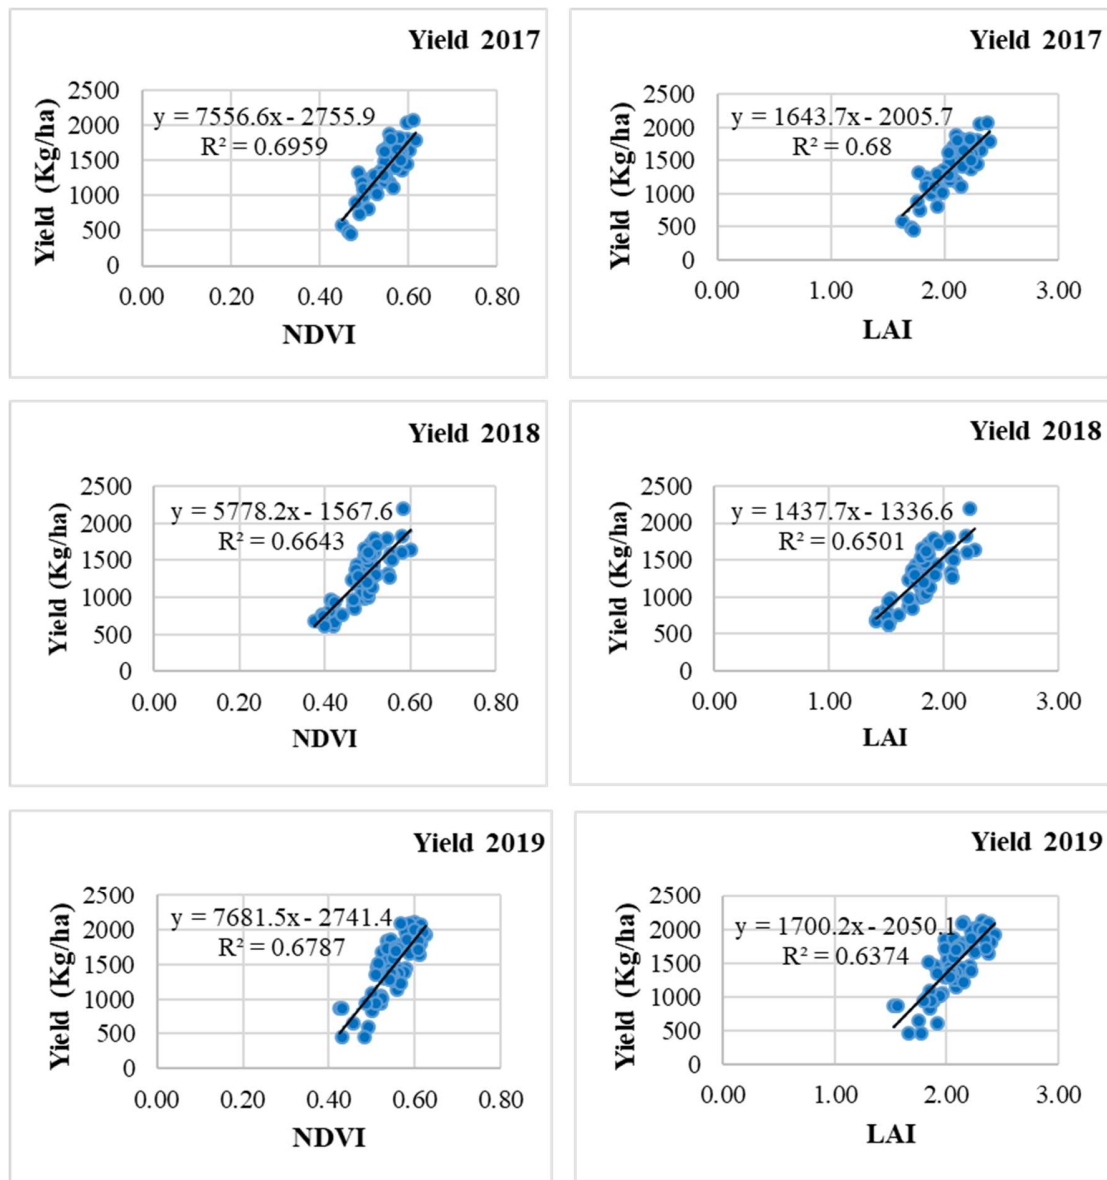 Yield 2017
Yield (Kg/ha)
2500
2000
1500
1000
500
0
y = 7556.6x - 2755.9
R² = 0.6959
0.00 0.20 0.40 0.60 0.80
NDVI
Yield 2017
Yield (Kg/ha)
2500
2000
1500
1000
500
0
y = 1643.7x - 2005.7
R² = 0.68
0.00 1.00 2.00 3.00
LAI
Yield 2018
Yield (Kg/ha)
2500
2000
1500
1000
500
0
y = 5778.2x - 1567.6
R² = 0.6643
0.00 0.20 0.40 0.60 0.80
NDVI
Yield 2018
Yield (Kg/ha)
2500
2000
1500
1000
500
0
y = 1437.7x - 1336.6
R² = 0.6501
0.00 1.00 2.00 3.00
LAI
Yield 2019
Yield (Kg/ha)
2500
2000
1500
1000
500
0
y = 7681.5x - 2741.4
R² = 0.6787
0.00 0.20 0.40 0.60 0.80
NDVI
Yield 2019
Yield (Kg/ha)
2500
2000
1500
1000
500
0
y = 1700.2x - 2050.1
R² = 0.6374
0.00 1.00 2.00 3.00
LAI